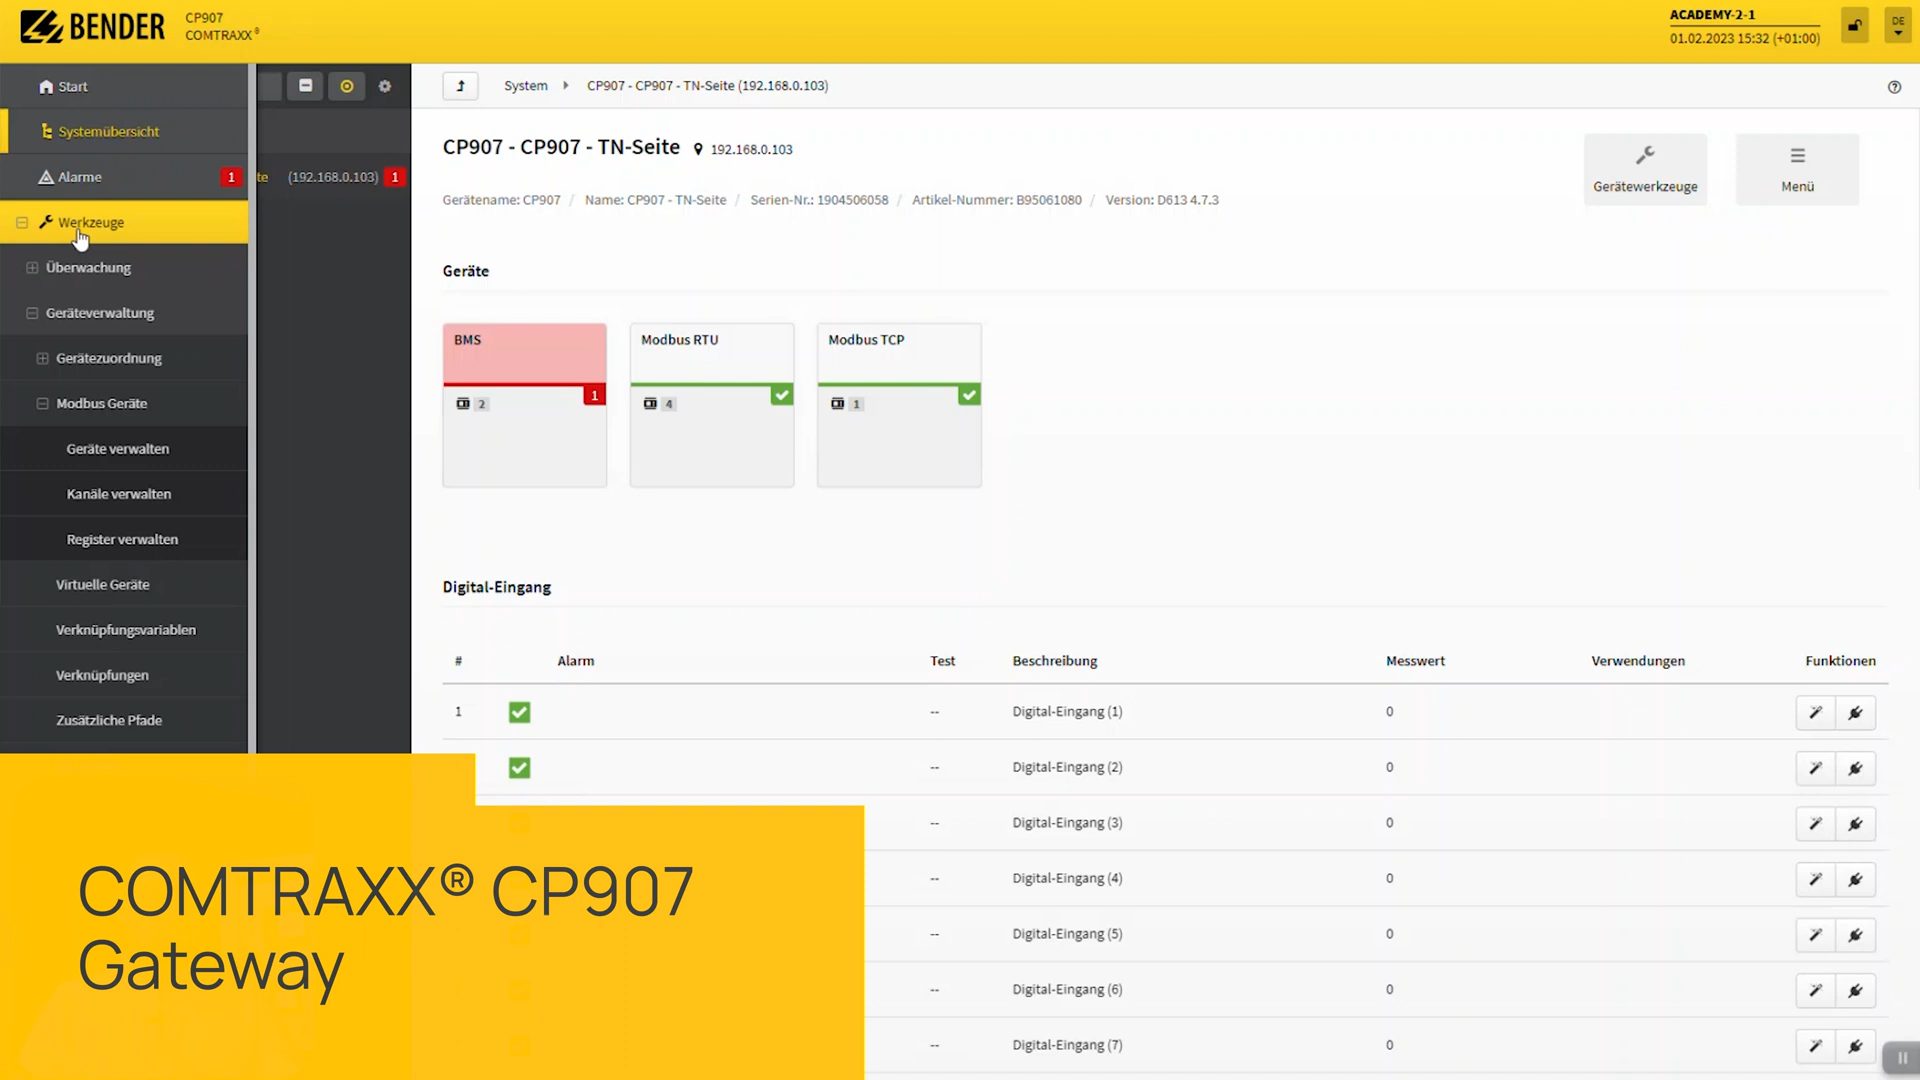 BENDER
CP907
COMTRAXX®
ACADEMY-2-1
01.02.2023 15:32 (+01:00)
DE
Start
Systemübersicht
Alarme
1
te (192.168.0.103) 1
Werkzeuge
Überwachung
Geräteverwaltung
Gerätezuordnung
Modbus Geräte
Geräte verwalten
Kanäle verwalten
Register verwalten
Virtuelle Geräte
Verknüpfungsvariablen
Verknüpfungen
Zusätzliche Pfade
System CP907 - CP907 - TN-Seite (192.168.0.103)
CP907 - CP907 - TN-Seite 192.168.0.103
Gerätename: CP907 / Name: CP907 - TN-Seite / Serien-Nr.: 1904506058 / Artikel-Nummer: B95061080 / Version: D613 4.7.3
Gerätewerkzeuge
Menü
Geräte
BMS
1
2
Modbus RTU
4
Modbus TCP
1
Digital-Eingang
# Alarm Test Beschreibung Messwert Verwendungen Funktionen
1 -- Digital-Eingang (1) 0
-- Digital-Eingang (2) 0
-- Digital-Eingang (3) 0
-- Digital-Eingang (4) 0
-- Digital-Eingang (5) 0
-- Digital-Eingang (6) 0
-- Digital-Eingang (7) 0
COMTRAXX® CP907
Gateway